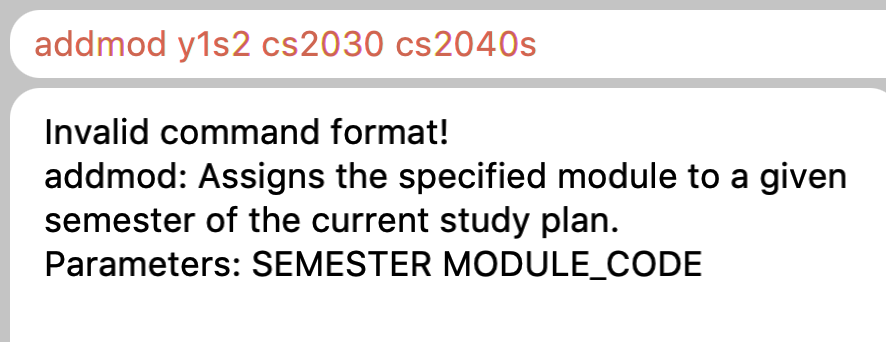 addmod y1s2 cs2030 cs2040s
Invalid command format!
addmod: Assigns the specified module to a given
semester of the current study plan.
Parameters: SEMESTER MODULE_CODE